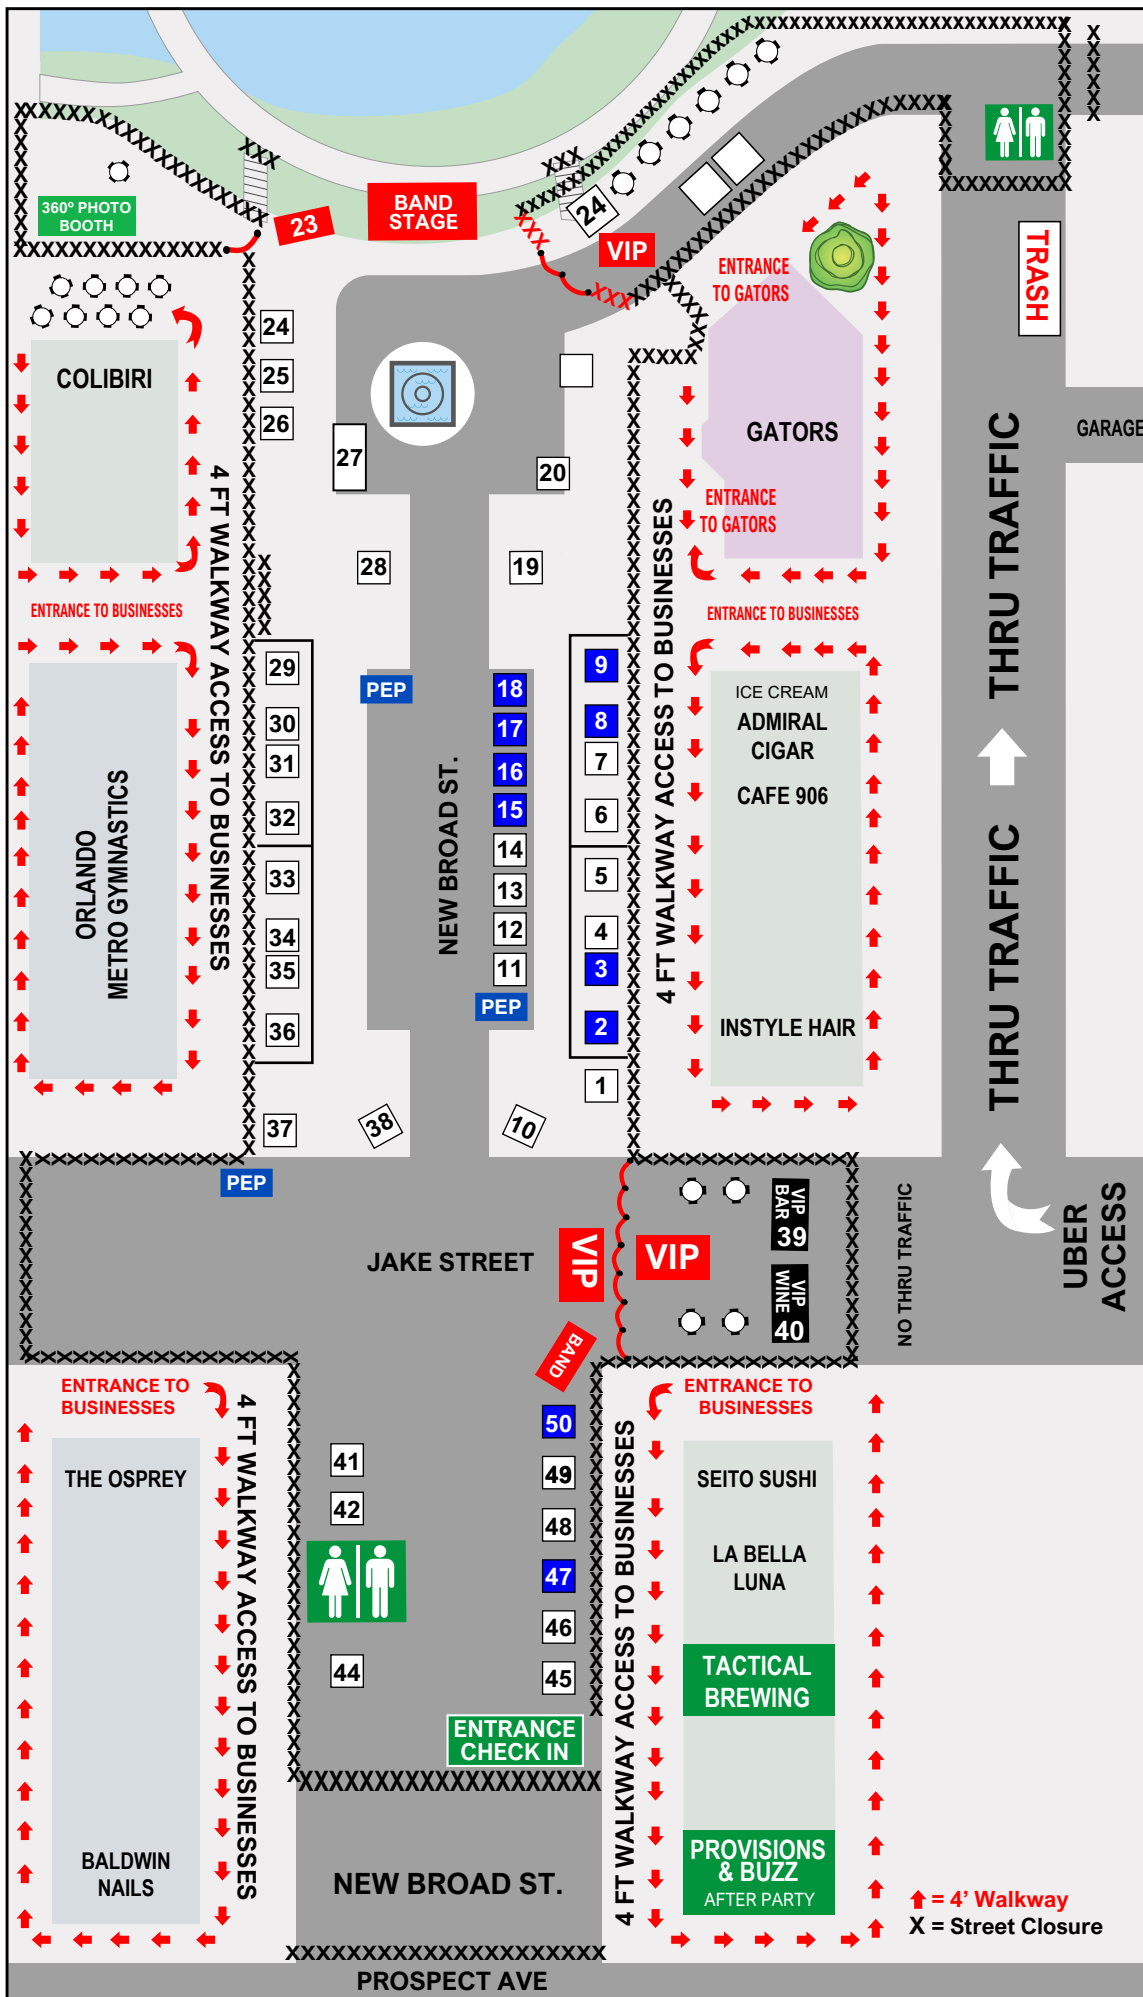 360º PHOTO
BOOTH
23
BAND
STAGE
24
VIP
ENTRANCE
TO GATORS
TRASH
COLIBIRI
24
25
26
27
20
GATORS
GARAGE
ENTRANCE
TO GATORS
THRU TRAFFIC
28
19
ENTRANCE TO BUSINESSES
ENTRANCE TO BUSINESSES
4 FT WALKWAY ACCESS TO BUSINESSES
4 FT WALKWAY ACCESS TO BUSINESSES
29
30
31
32
33
34
35
36
37
PEP
18
17
16
15
14
13
12
11
PEP
NEW BROAD ST.
9
8
7
6
5
4
3
2
1
ICE CREAM
ADMIRAL
CIGAR
CAFE 906
INSTYLE HAIR
ORLANDO
METRO GYMNASTICS
THRU TRAFFIC
38
10
PEP
JAKE STREET
VIP
VIP
VIP
BAR 39
VIP
WINE 40
NO THRU TRAFFIC
UBER
ACCESS
BAND
ENTRANCE TO
BUSINESSES
ENTRANCE TO
BUSINESSES
4 FT WALKWAY ACCESS TO BUSINESSES
4 FT WALKWAY ACCESS TO BUSINESSES
THE OSPREY
BALDWIN
NAILS
41
42
44
50
49
48
47
46
45
SEITO SUSHI
LA BELLA
LUNA
TACTICAL
BREWING
ENTRANCE
CHECK IN
PROVISIONS
& BUZZ
AFTER PARTY
NEW BROAD ST.
= 4' Walkway
X = Street Closure
PROSPECT AVE